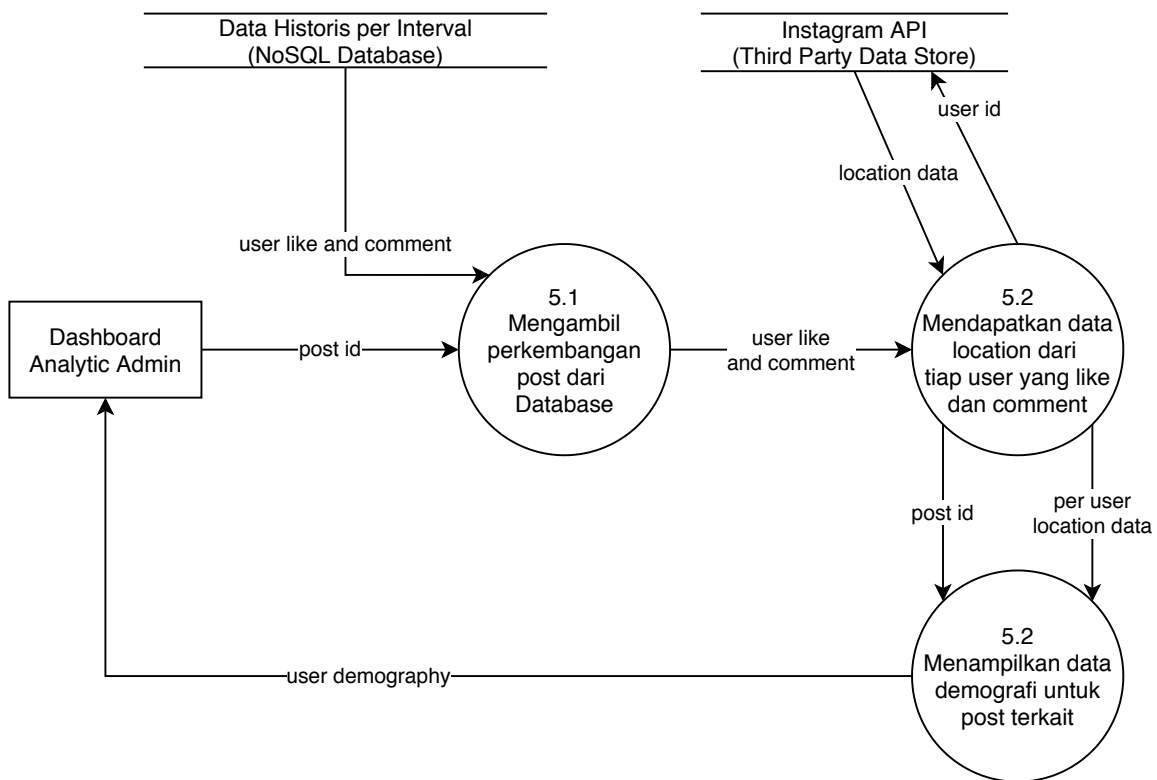 Data Historis per Interval
(NoSQL Database)
Instagram API
(Third Party Data Store)
user id
location data
user like and comment
Dashboard
Analytic Admin
post id
5.1
Mengambil
perkembangan
post dari
Database
user like
and comment
5.2
Mendapatkan data
location dari
tiap user yang like
dan comment
post id
per user
location data
5.2
Menampilkan data
demografi untuk
post terkait
user demography